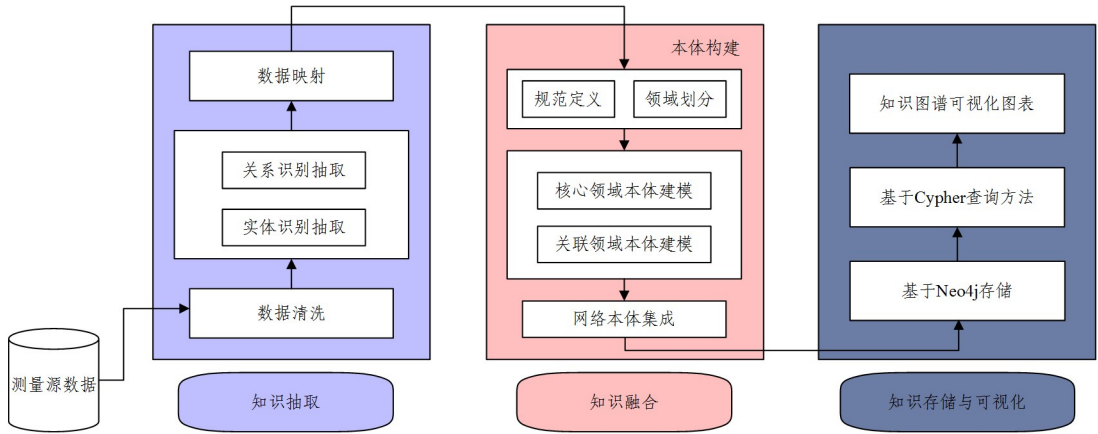 测量源数据
数据映射
关系识别抽取
实体识别抽取
数据清洗
知识抽取
本体构建
规范定义
领域划分
核心领域本体建模
关联领域本体建模
网络本体集成
知识融合
知识图谱可视化图表
基于Cypher查询方法
基于Neo4j存储
知识存储与可视化